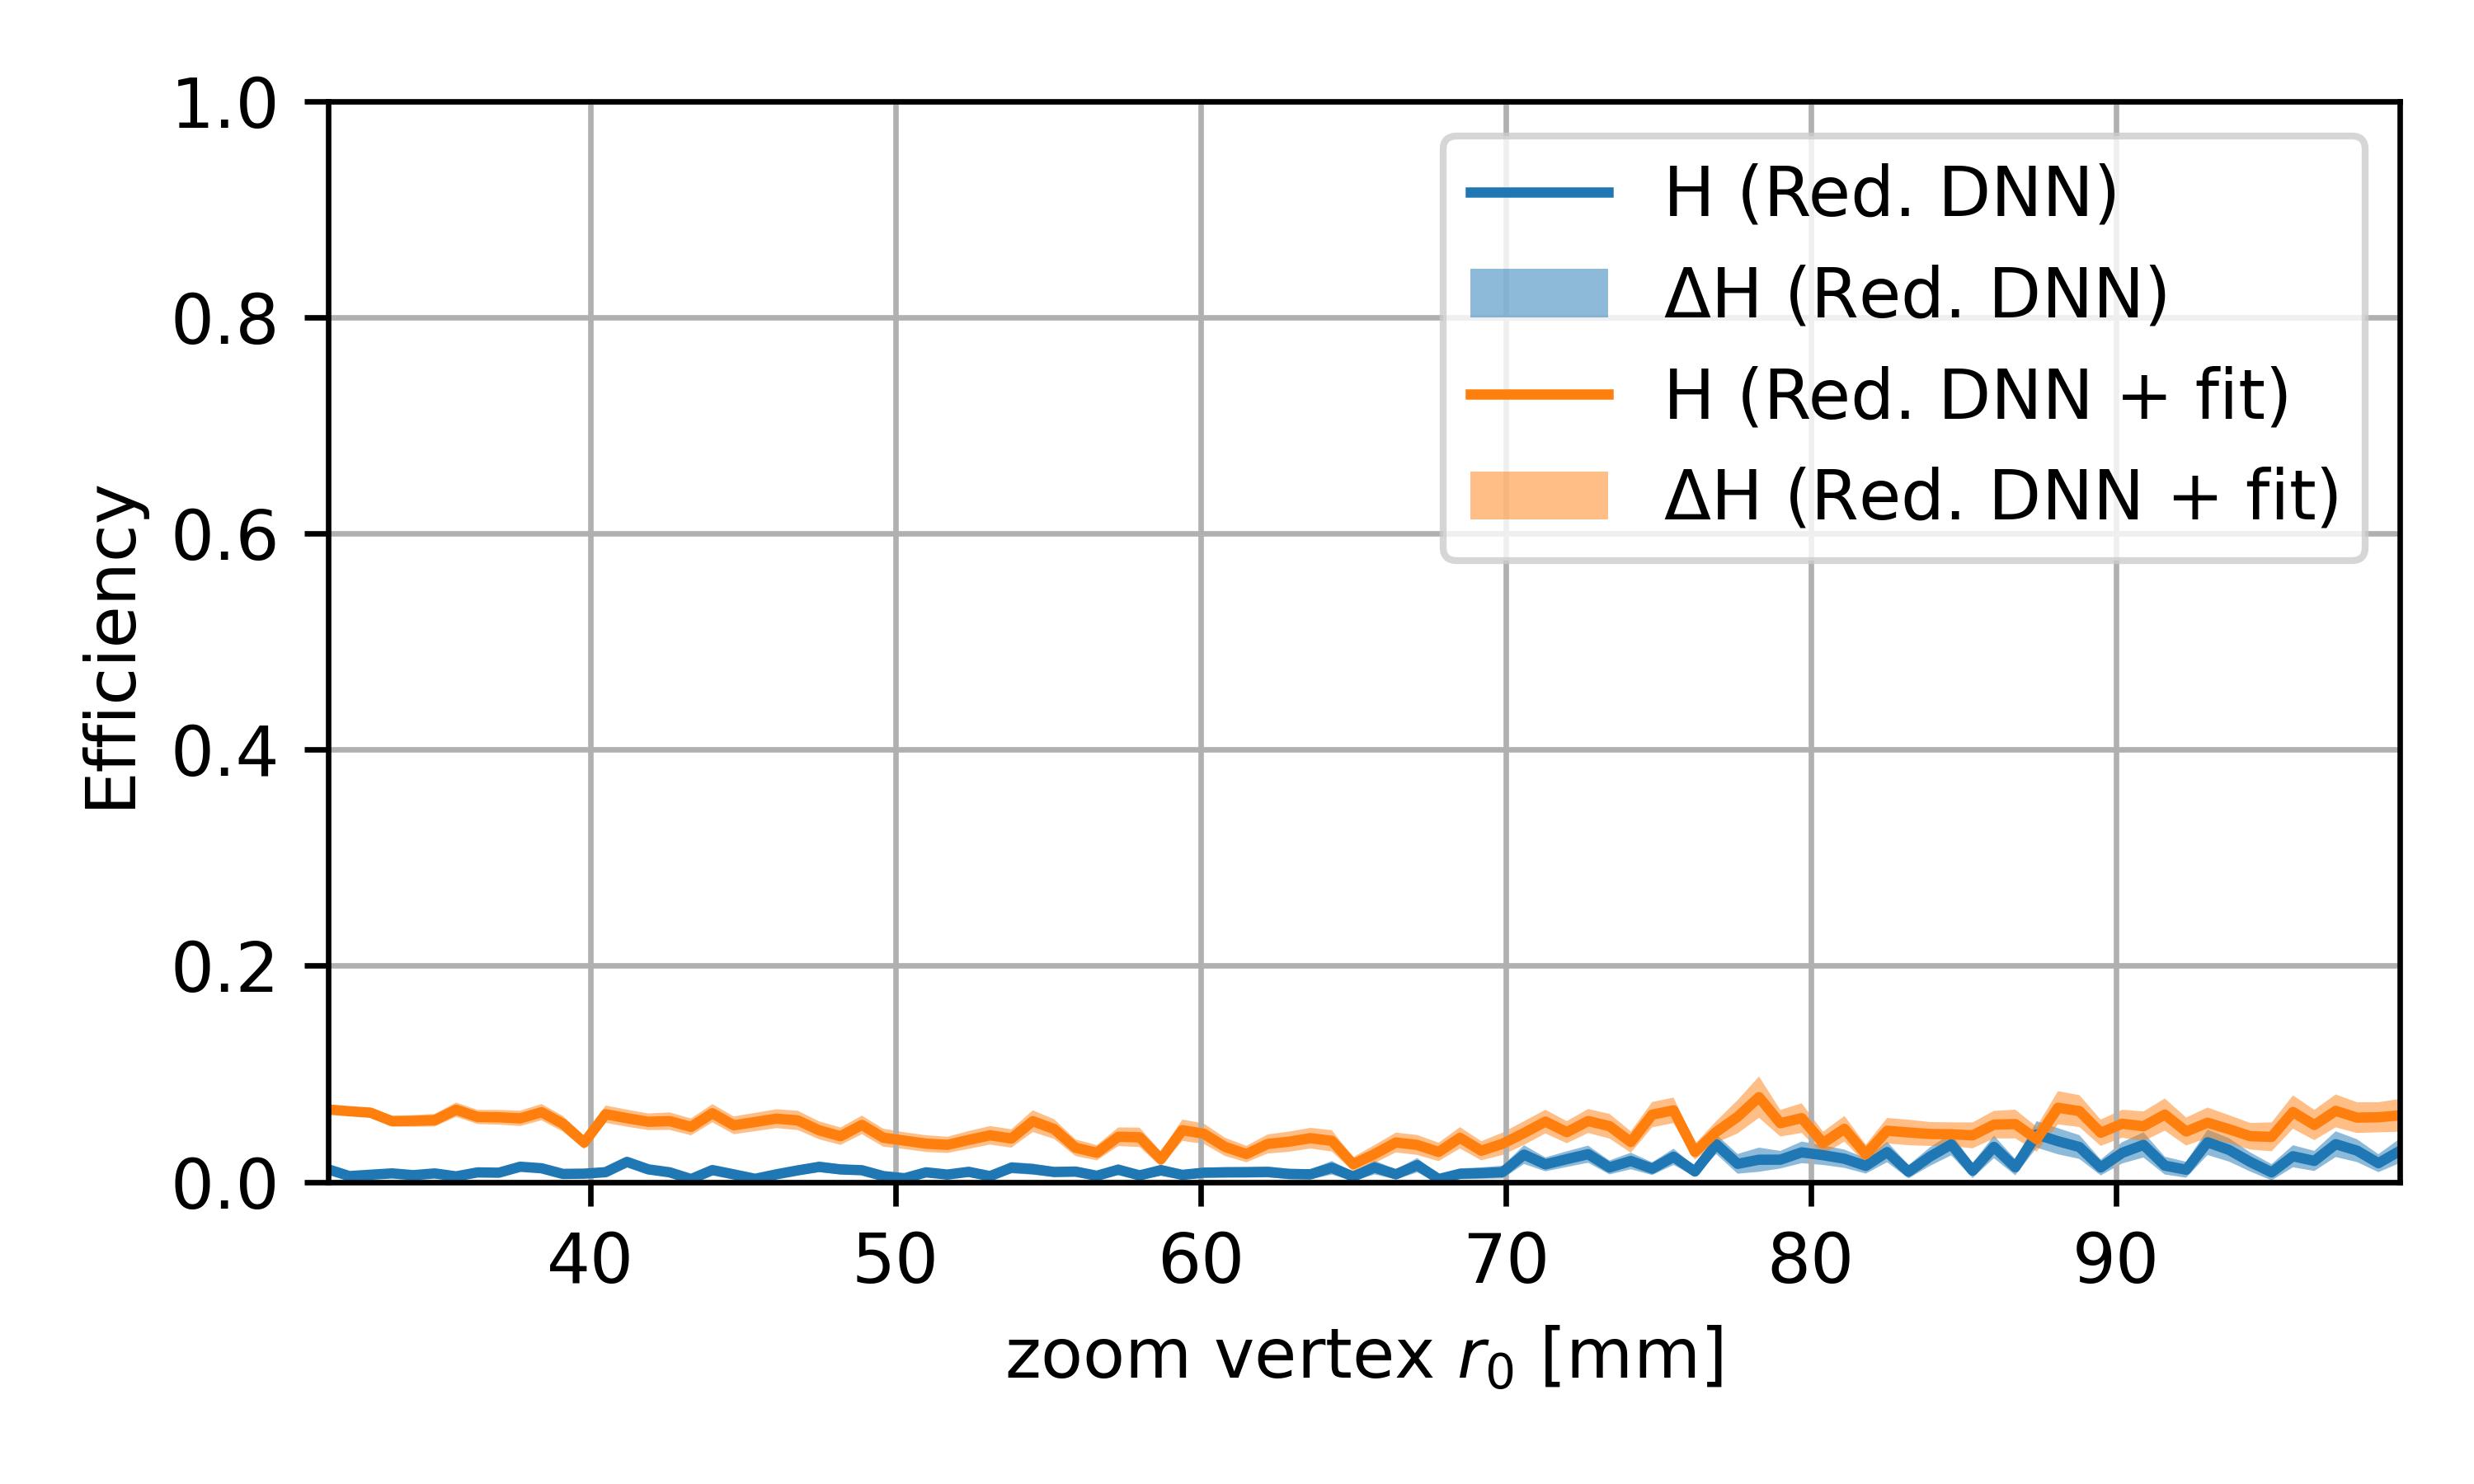 1.0
0.8
0.6
0.4
0.2
0.0
Efficiency
H (Red. DNN)
ΔH (Red. DNN)
H (Red. DNN + fit)
ΔH (Red. DNN + fit)
40 50 60 70 80 90
zoom vertex r₀ [mm]